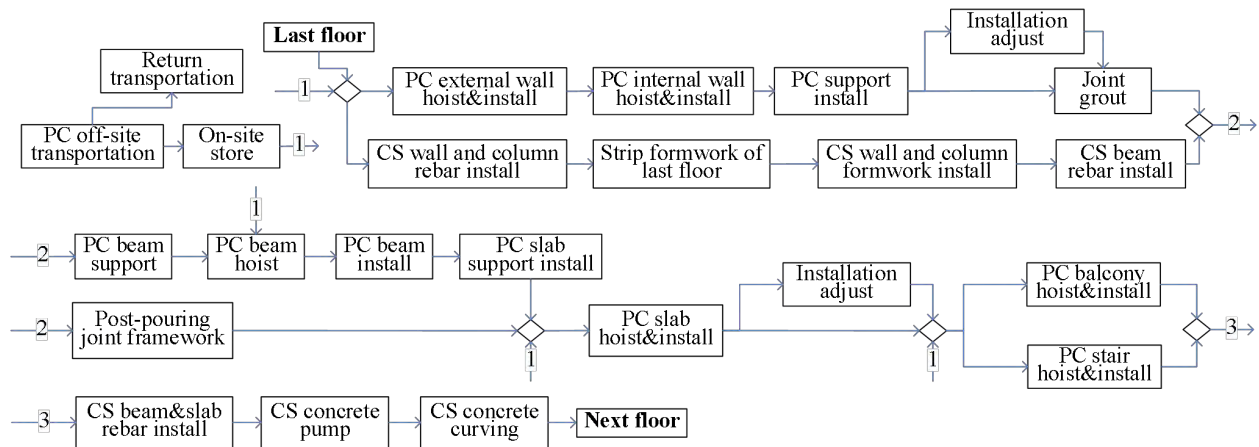 Last floor
Installation
adjust
Return
transportation
1
PC external wall
hoist&install
PC internal wall
hoist&install
PC support
install
Joint
grout
PC off-site
transportation
On-site
store
1
2
CS wall and column
rebar install
Strip formwork of
last floor
CS wall and column
formwork install
CS beam
rebar install
1
2
PC beam
support
PC beam
hoist
PC beam
install
PC slab
support install
Installation
adjust
PC balcony
hoist&install
2
Post-pouring
joint framework
PC slab
hoist&install
3
1
1
PC stair
hoist&install
3
CS beam&slab
rebar install
CS concrete
pump
CS concrete
curving
Next floor